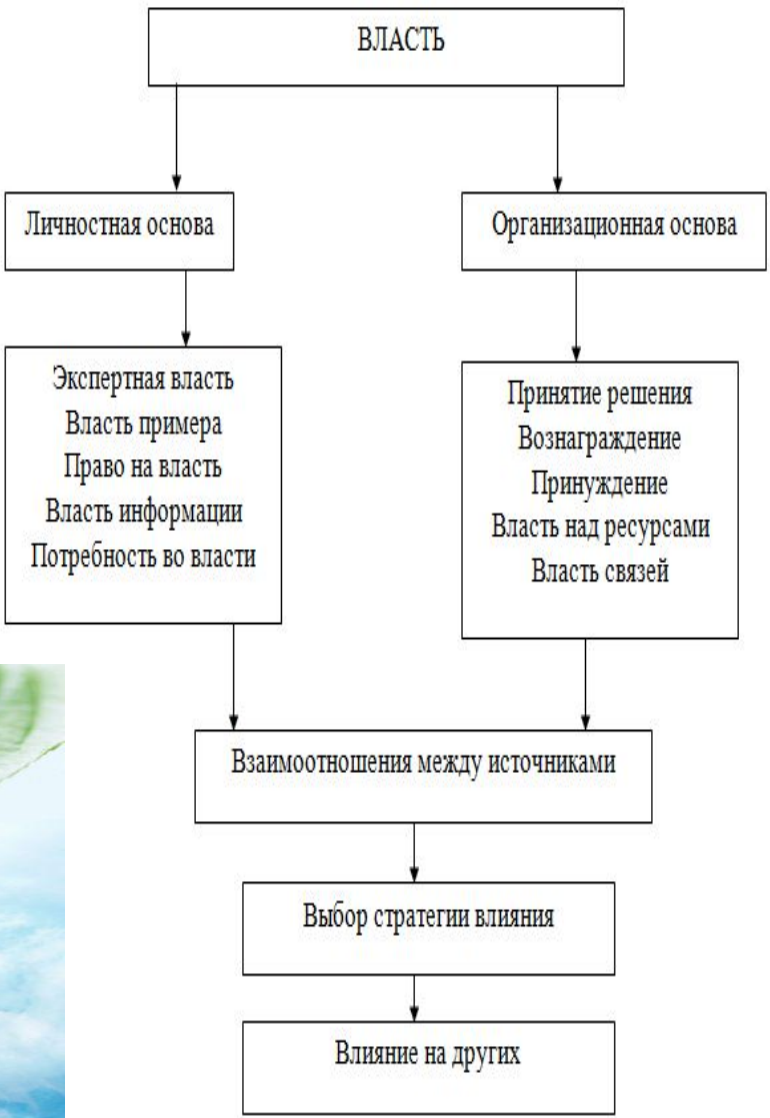 ВЛАСТЬ
Личностная основа
Организационная основа
Экспертная власть
Власть примера
Право на власть
Власть информации
Потребность во власти
Принятие решения
Вознаграждение
Принуждение
Власть над ресурсами
Власть связей
Взаимоотношения между источниками
Выбор стратегии влияния
Влияние на других